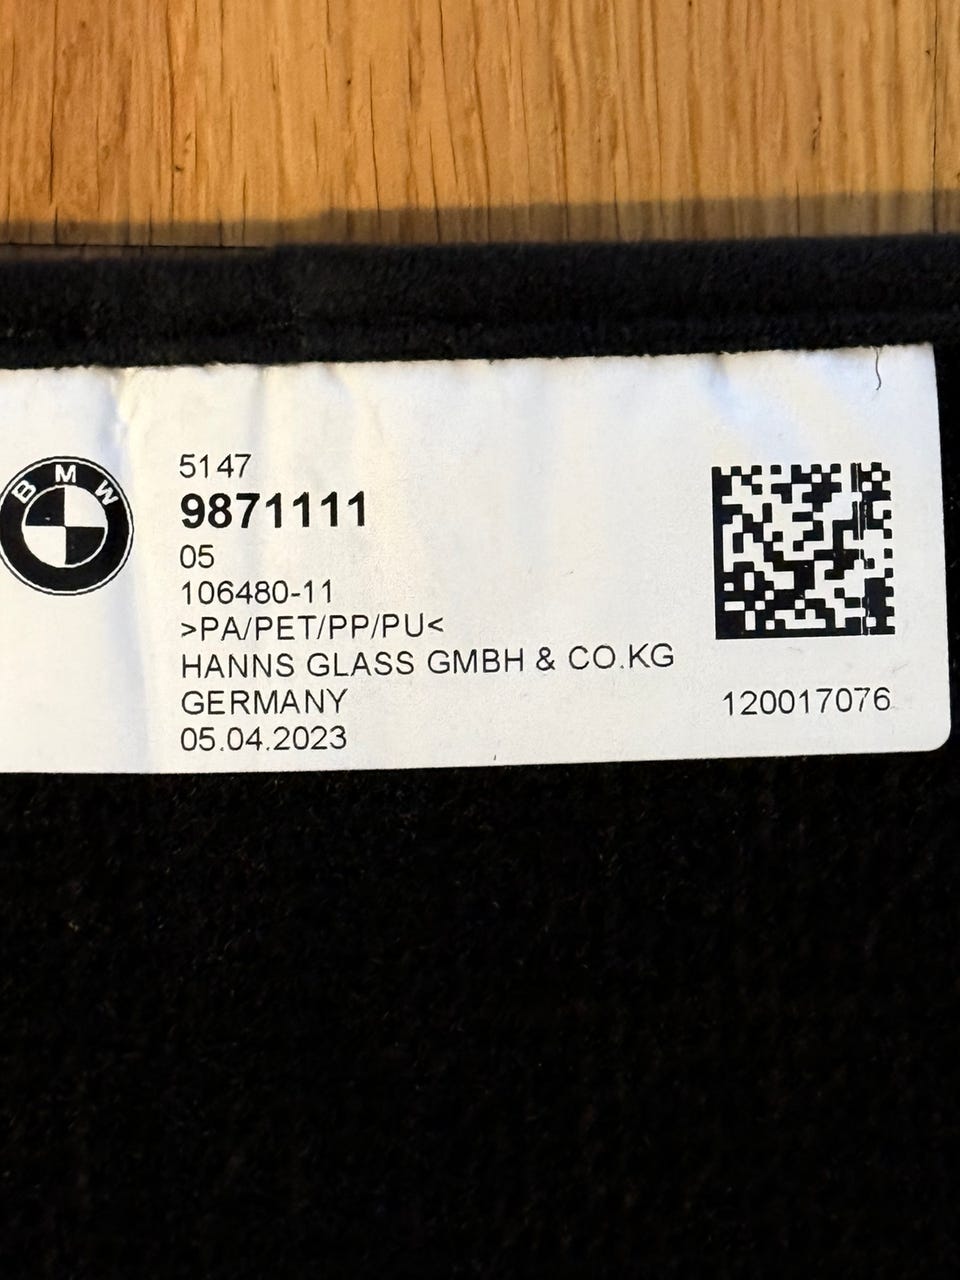 BMW
5147
9871111
05
106480-11
>PA/PET/PP/PU<
HANNS GLASS GMBH & CO.KG
GERMANY
05.04.2023
120017076